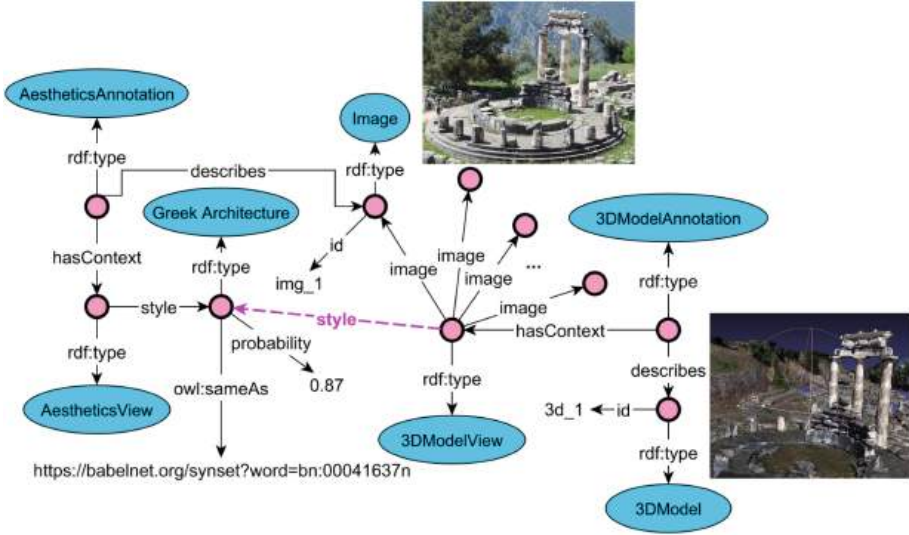 AestheticsAnnotation
Image
rdf:type
describes
rdf:type
Greek Architecture
3DModelAnnotation
hasContext
rdf:type
id
image
image
image
...
rdf:type
img_1
image
style
style
hasContext
probability
rdf:type
owl:sameAs
0.87
rdf:type
describes
AestheticsView
3d_1
id
3DModelView
rdf:type
https://babelnet.org/synset?word=bn:00041637n
3DModel